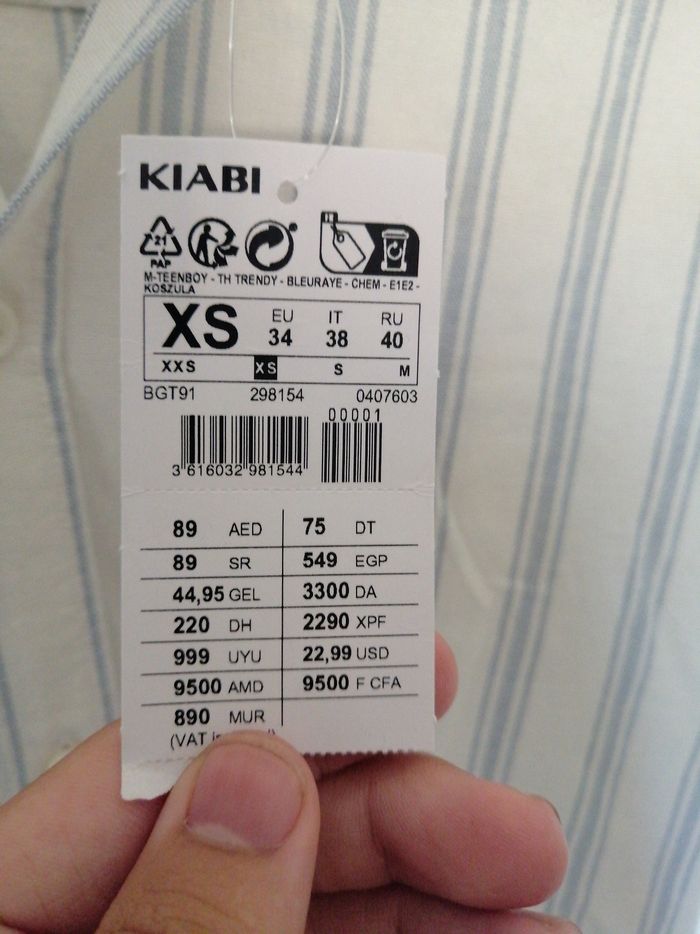 KIABI
21
PAP
M-TEENBOY - TH TRENDY - BLEURAYE - CHEM - E1E2 -
KOSZULA
XS EU IT RU
34 38 40
XXS XS S M
BGT91 298154 0407603
00001
3 616032 981544
89 AED 75 DT
89 SR 549 EGP
44,95 GEL 3300 DA
220 DH 2290 XPF
999 UYU 22,99 USD
9500 AMD 9500 F CFA
890 MUR
(VAT